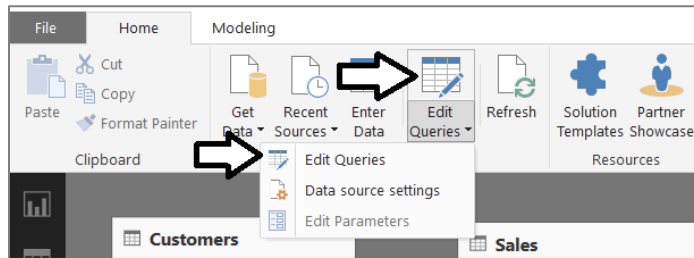 File Home Modeling
Cut
Copy
Format Painter
Paste
Clipboard
Get
Data
Recent
Sources
Enter
Data
Edit
Queries
Refresh
Solution
Templates
Partner
Showcase
Resources
Edit Queries
Data source settings
Edit Parameters
Customers
Sales